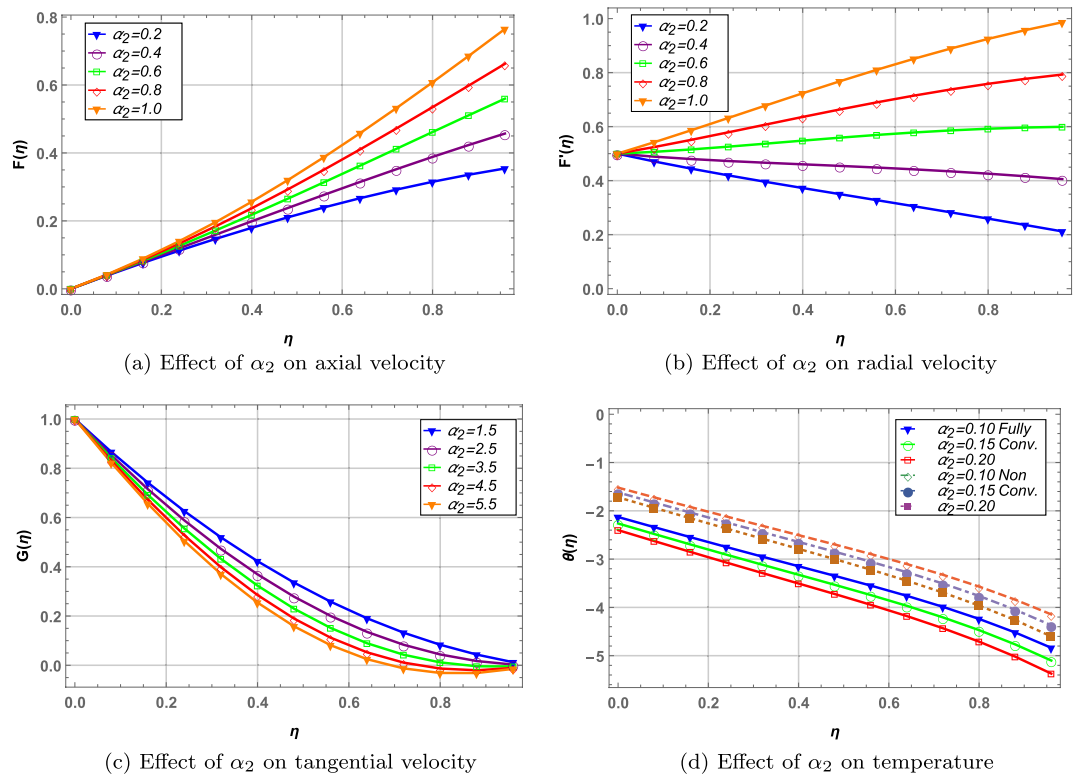 α2=0.2
α2=0.4
α2=0.6
α2=0.8
α2=1.0
F(η)
0.8
0.6
0.4
0.2
0.0
0.0 0.2 0.4 0.6 0.8
η
(a) Effect of α2 on axial velocity
α2=0.2
α2=0.4
α2=0.6
α2=0.8
α2=1.0
F'(η)
1.0
0.8
0.6
0.4
0.2
0.0
0.0 0.2 0.4 0.6 0.8
η
(b) Effect of α2 on radial velocity
α2=1.5
α2=2.5
α2=3.5
α2=4.5
α2=5.5
G(η)
1.0
0.8
0.6
0.4
0.2
0.0
0.0 0.2 0.4 0.6 0.8
η
(c) Effect of α2 on tangential velocity
α2=0.10 Fully
α2=0.15 Conv.
α2=0.20
α2=0.10 Non
α2=0.15 Conv.
α2=0.20
θ(η)
0
−1
−2
−3
−4
−5
0.0 0.2 0.4 0.6 0.8
η
(d) Effect of α2 on temperature